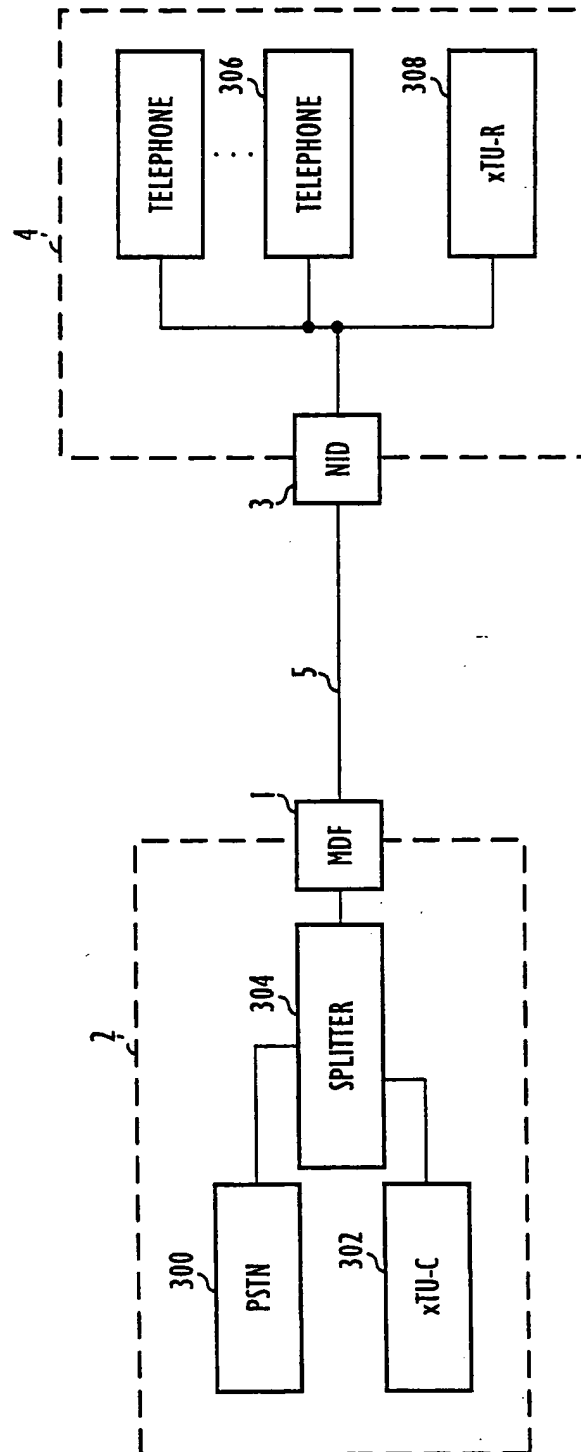 2
300
PSTN
304
SPLITTER
302
xTU-C
1
MDF
5
3
NID
4
TELEPHONE
...
306
TELEPHONE
308
xTU-R